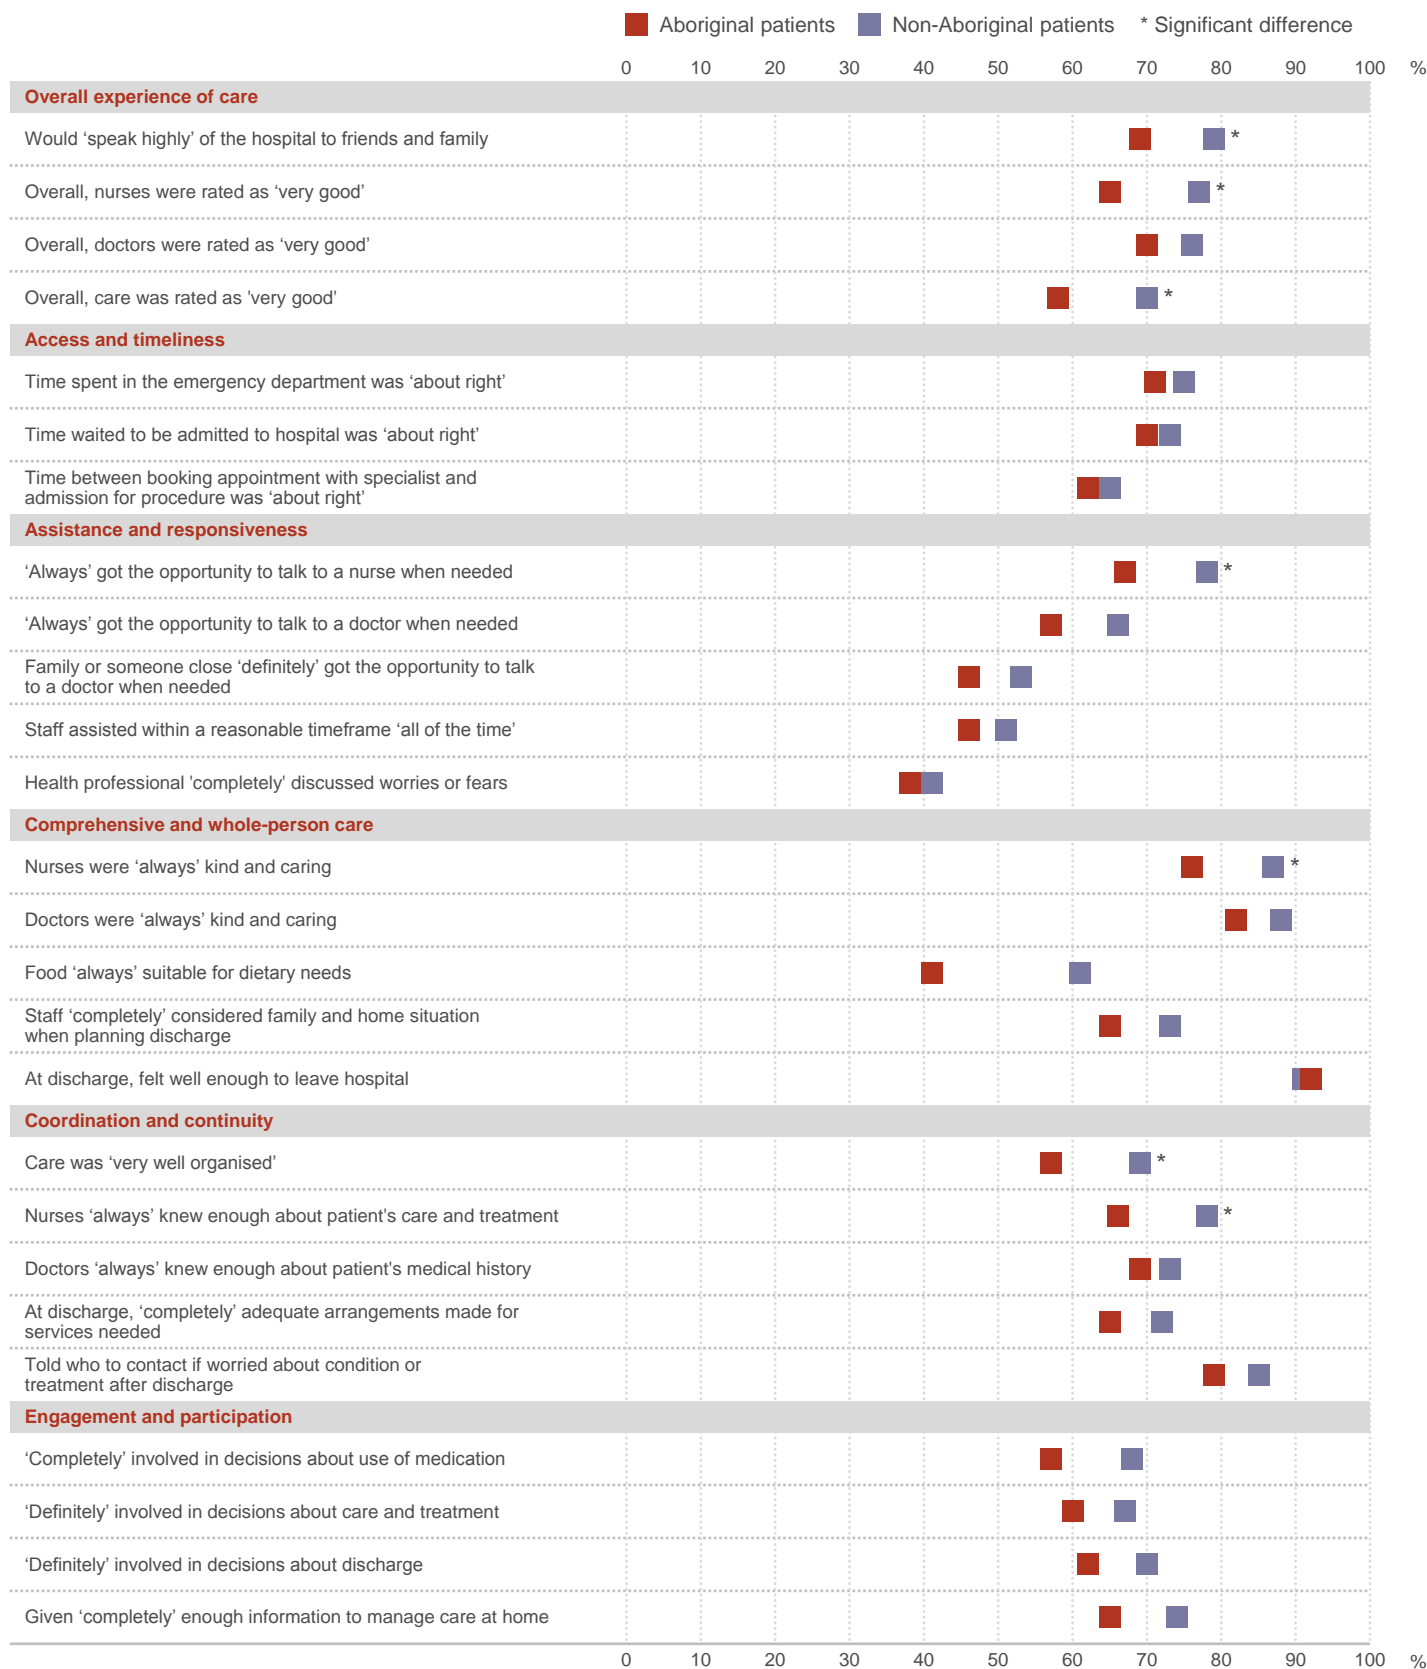 Aboriginal patients Non-Aboriginal patients * Significant difference
0 10 20 30 40 50 60 70 80 90 100 %
Overall experience of care
Would ‘speak highly’ of the hospital to friends and family *
Overall, nurses were rated as ‘very good’ *
Overall, doctors were rated as ‘very good’
Overall, care was rated as 'very good' *
Access and timeliness
Time spent in the emergency department was ‘about right’
Time waited to be admitted to hospital was ‘about right’
Time between booking appointment with specialist and
admission for procedure was ‘about right’
Assistance and responsiveness
‘Always’ got the opportunity to talk to a nurse when needed *
‘Always’ got the opportunity to talk to a doctor when needed
Family or someone close ‘definitely’ got the opportunity to talk
to a doctor when needed
Staff assisted within a reasonable timeframe ‘all of the time’
Health professional 'completely' discussed worries or fears
Comprehensive and whole-person care
Nurses were ‘always’ kind and caring *
Doctors were ‘always’ kind and caring
Food ‘always’ suitable for dietary needs
Staff ‘completely’ considered family and home situation
when planning discharge
At discharge, felt well enough to leave hospital
Coordination and continuity
Care was ‘very well organised’ *
Nurses ‘always’ knew enough about patient's care and treatment *
Doctors ‘always’ knew enough about patient's medical history
At discharge, ‘completely’ adequate arrangements made for
services needed
Told who to contact if worried about condition or
treatment after discharge
Engagement and participation
‘Completely’ involved in decisions about use of medication
‘Definitely’ involved in decisions about care and treatment
‘Definitely’ involved in decisions about discharge
Given ‘completely’ enough information to manage care at home
0 10 20 30 40 50 60 70 80 90 100 %